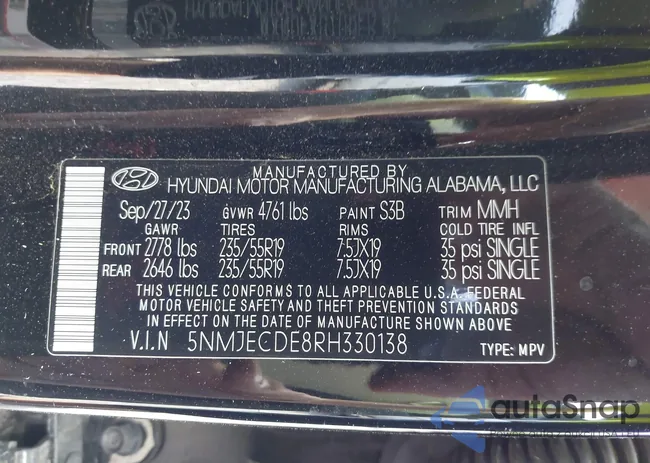 MANUFACTURED BY
HYUNDAI MOTOR MANUFACTURING ALABAMA, LLC
Sep/27/23 GVWR 4761 lbs PAINT S3B TRIM MMH
GAWR TIRES RIMS COLD TIRE INFL
FRONT 2778 lbs 235/55R19 7.5JX19 35 psi SINGLE
REAR 2646 lbs 235/55R19 7.5JX19 35 psi SINGLE
THIS VEHICLE CONFORMS TO ALL APPLICABLE U.S.A. FEDERAL
MOTOR VEHICLE SAFETY AND THEFT PREVENTION STANDARDS
IN EFFECT ON THE DATE OF MANUFACTURE SHOWN ABOVE.
V.I.N 5NMJECDE8RH330138 TYPE: MPV
autoSnap